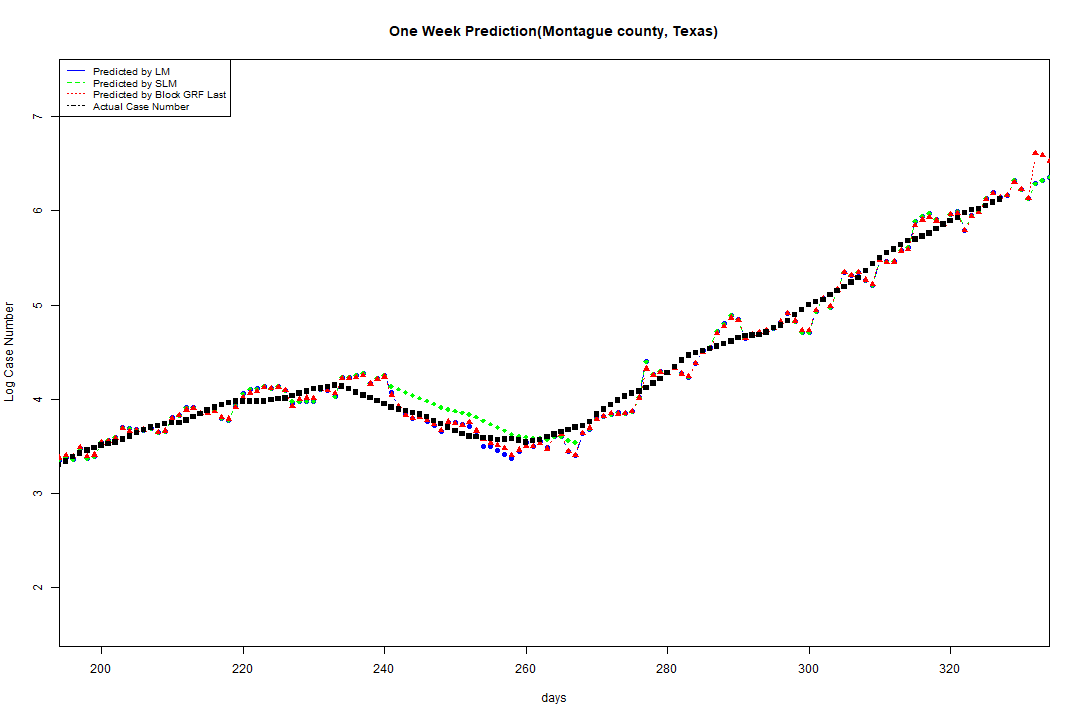 One Week Prediction(Montague county, Texas)
Predicted by LM
Predicted by SLM
Predicted by Block GRF Last
Actual Case Number
7
6
5
4
3
2
Log Case Number
200 220 240 260 280 300 320
days